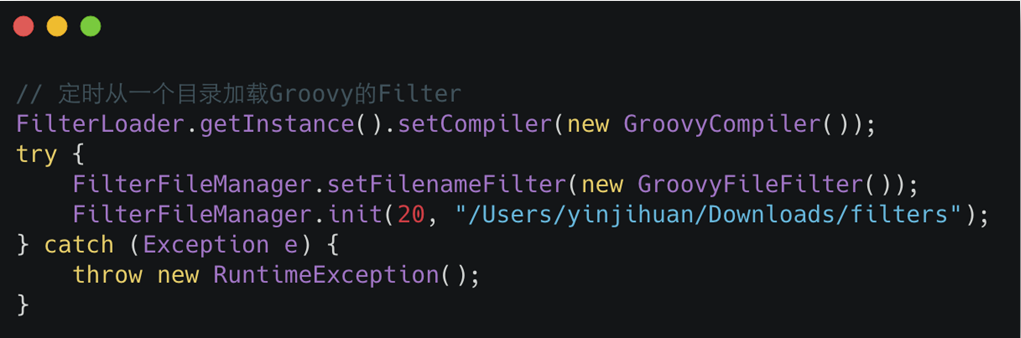 // 定时从一个目录加载Groovy的Filter
FilterLoader.getInstance().setCompiler(new GroovyCompiler());
try {
    FilterFileManager.setFilenameFilter(new GroovyFileFilter());
    FilterFileManager.init(20, "/Users/yinjihuan/Downloads/filters");
} catch (Exception e) {
    throw new RuntimeException();
}